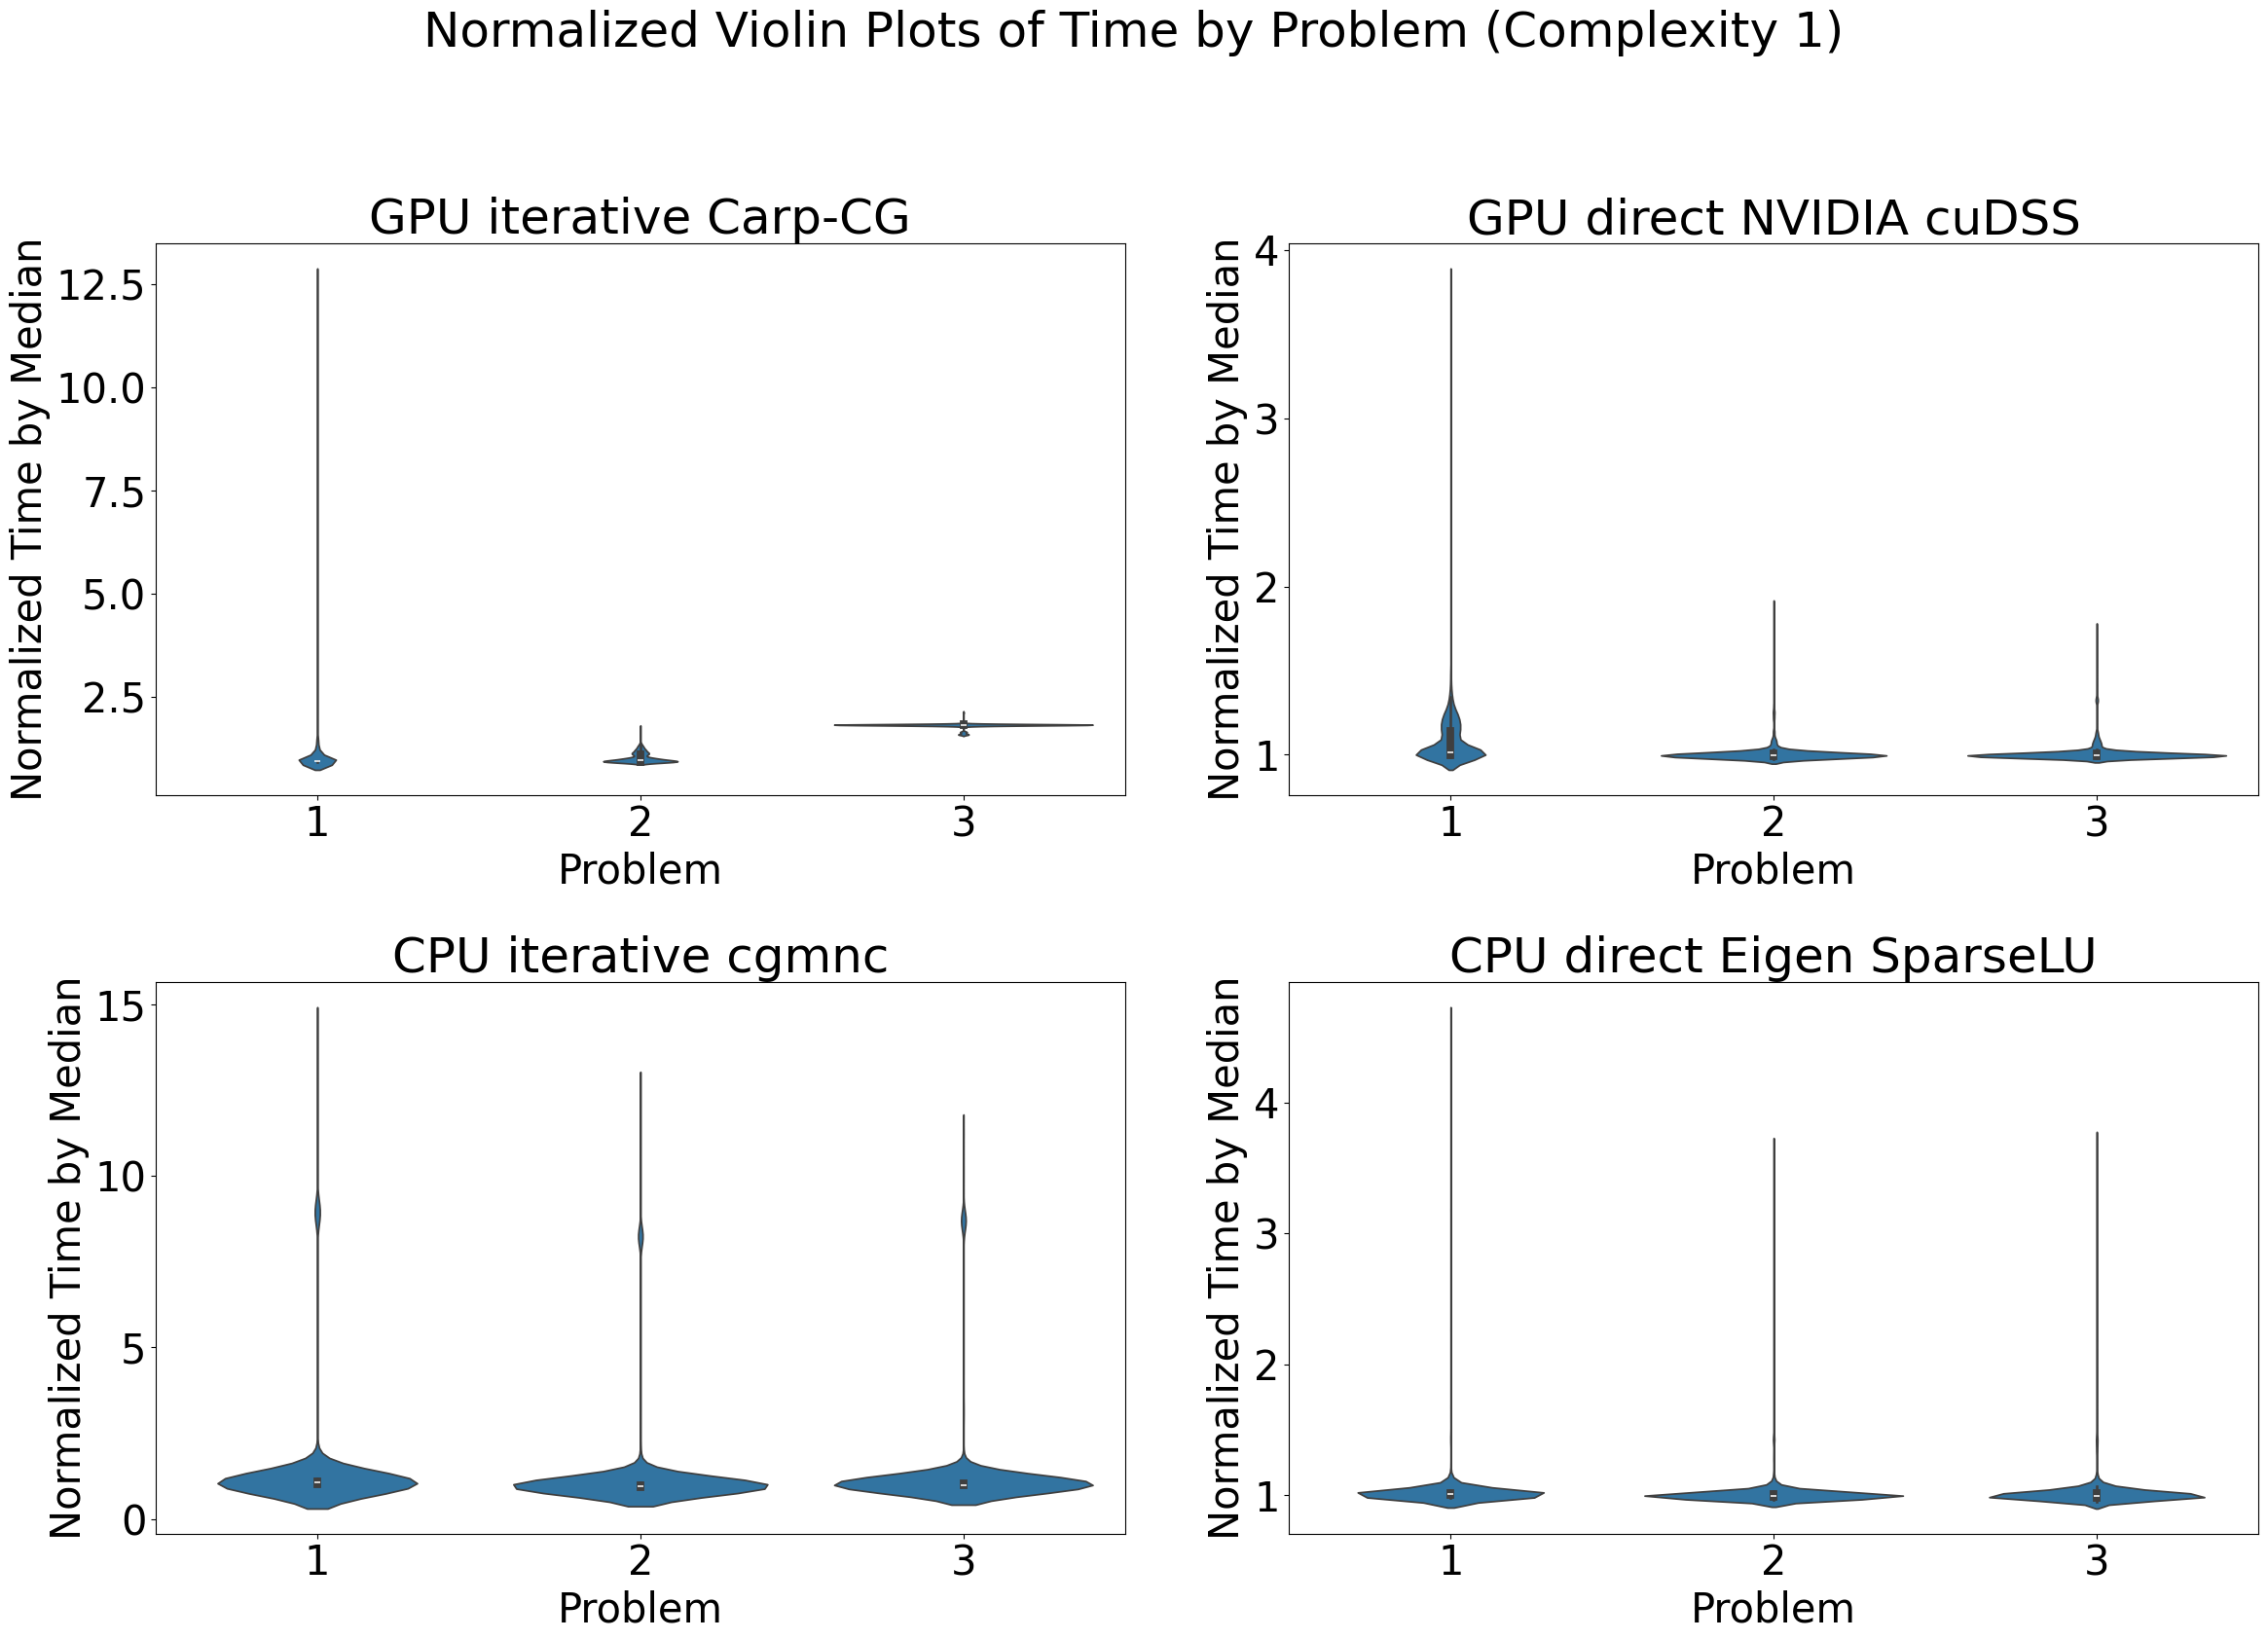 Normalized Violin Plots of Time by Problem (Complexity 1)
GPU iterative Carp-CG
Normalized Time by Median
12.5
10.0
7.5
5.0
2.5
1 2 3
Problem
GPU direct NVIDIA cuDSS
Normalized Time by Median
4
3
2
1
1 2 3
Problem
CPU iterative cgmnc
Normalized Time by Median
15
10
5
0
1 2 3
Problem
CPU direct Eigen SparseLU
Normalized Time by Median
4
3
2
1
1 2 3
Problem